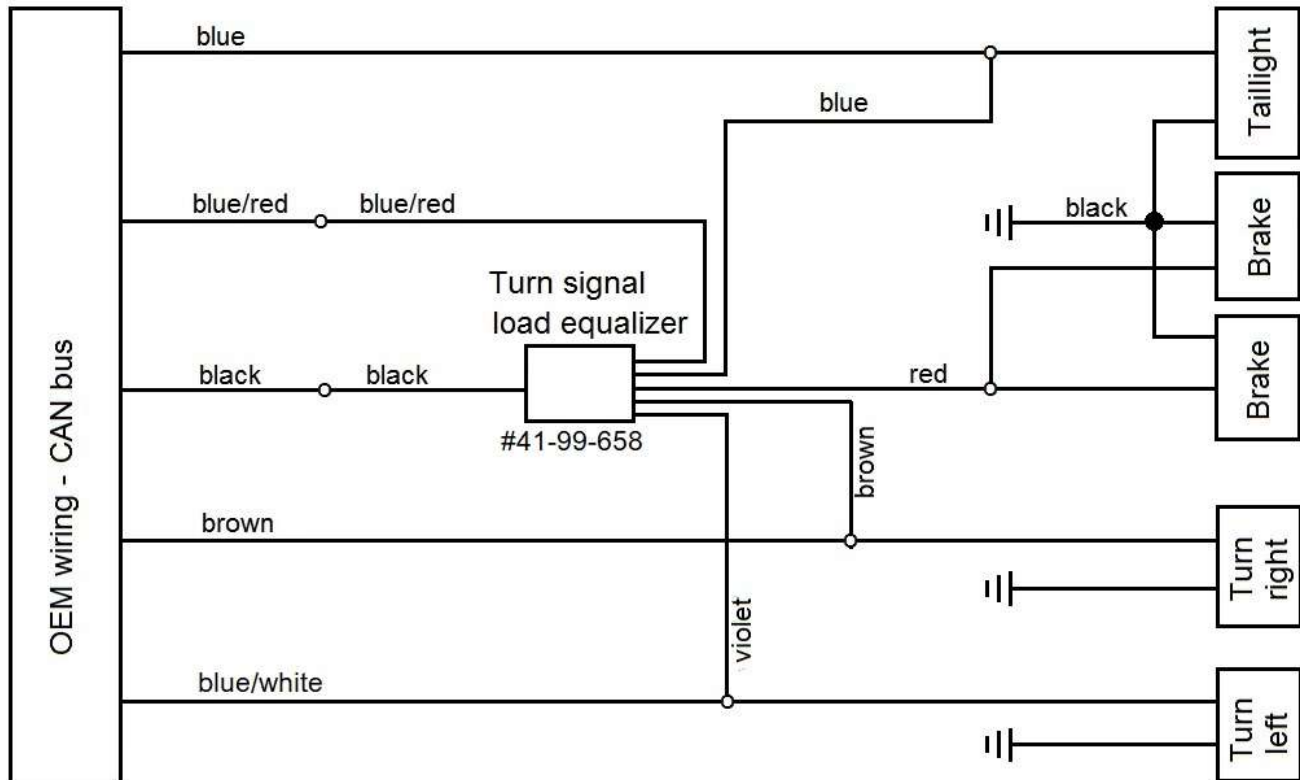 blue
blue
Taillight
blue/red
blue/red
black
Brake
Turn signal
load equalizer
black
black
red
Brake
#41-99-658
OEM wiring - CAN bus
brown
brown
Turn
right
violet
blue/white
Turn
left